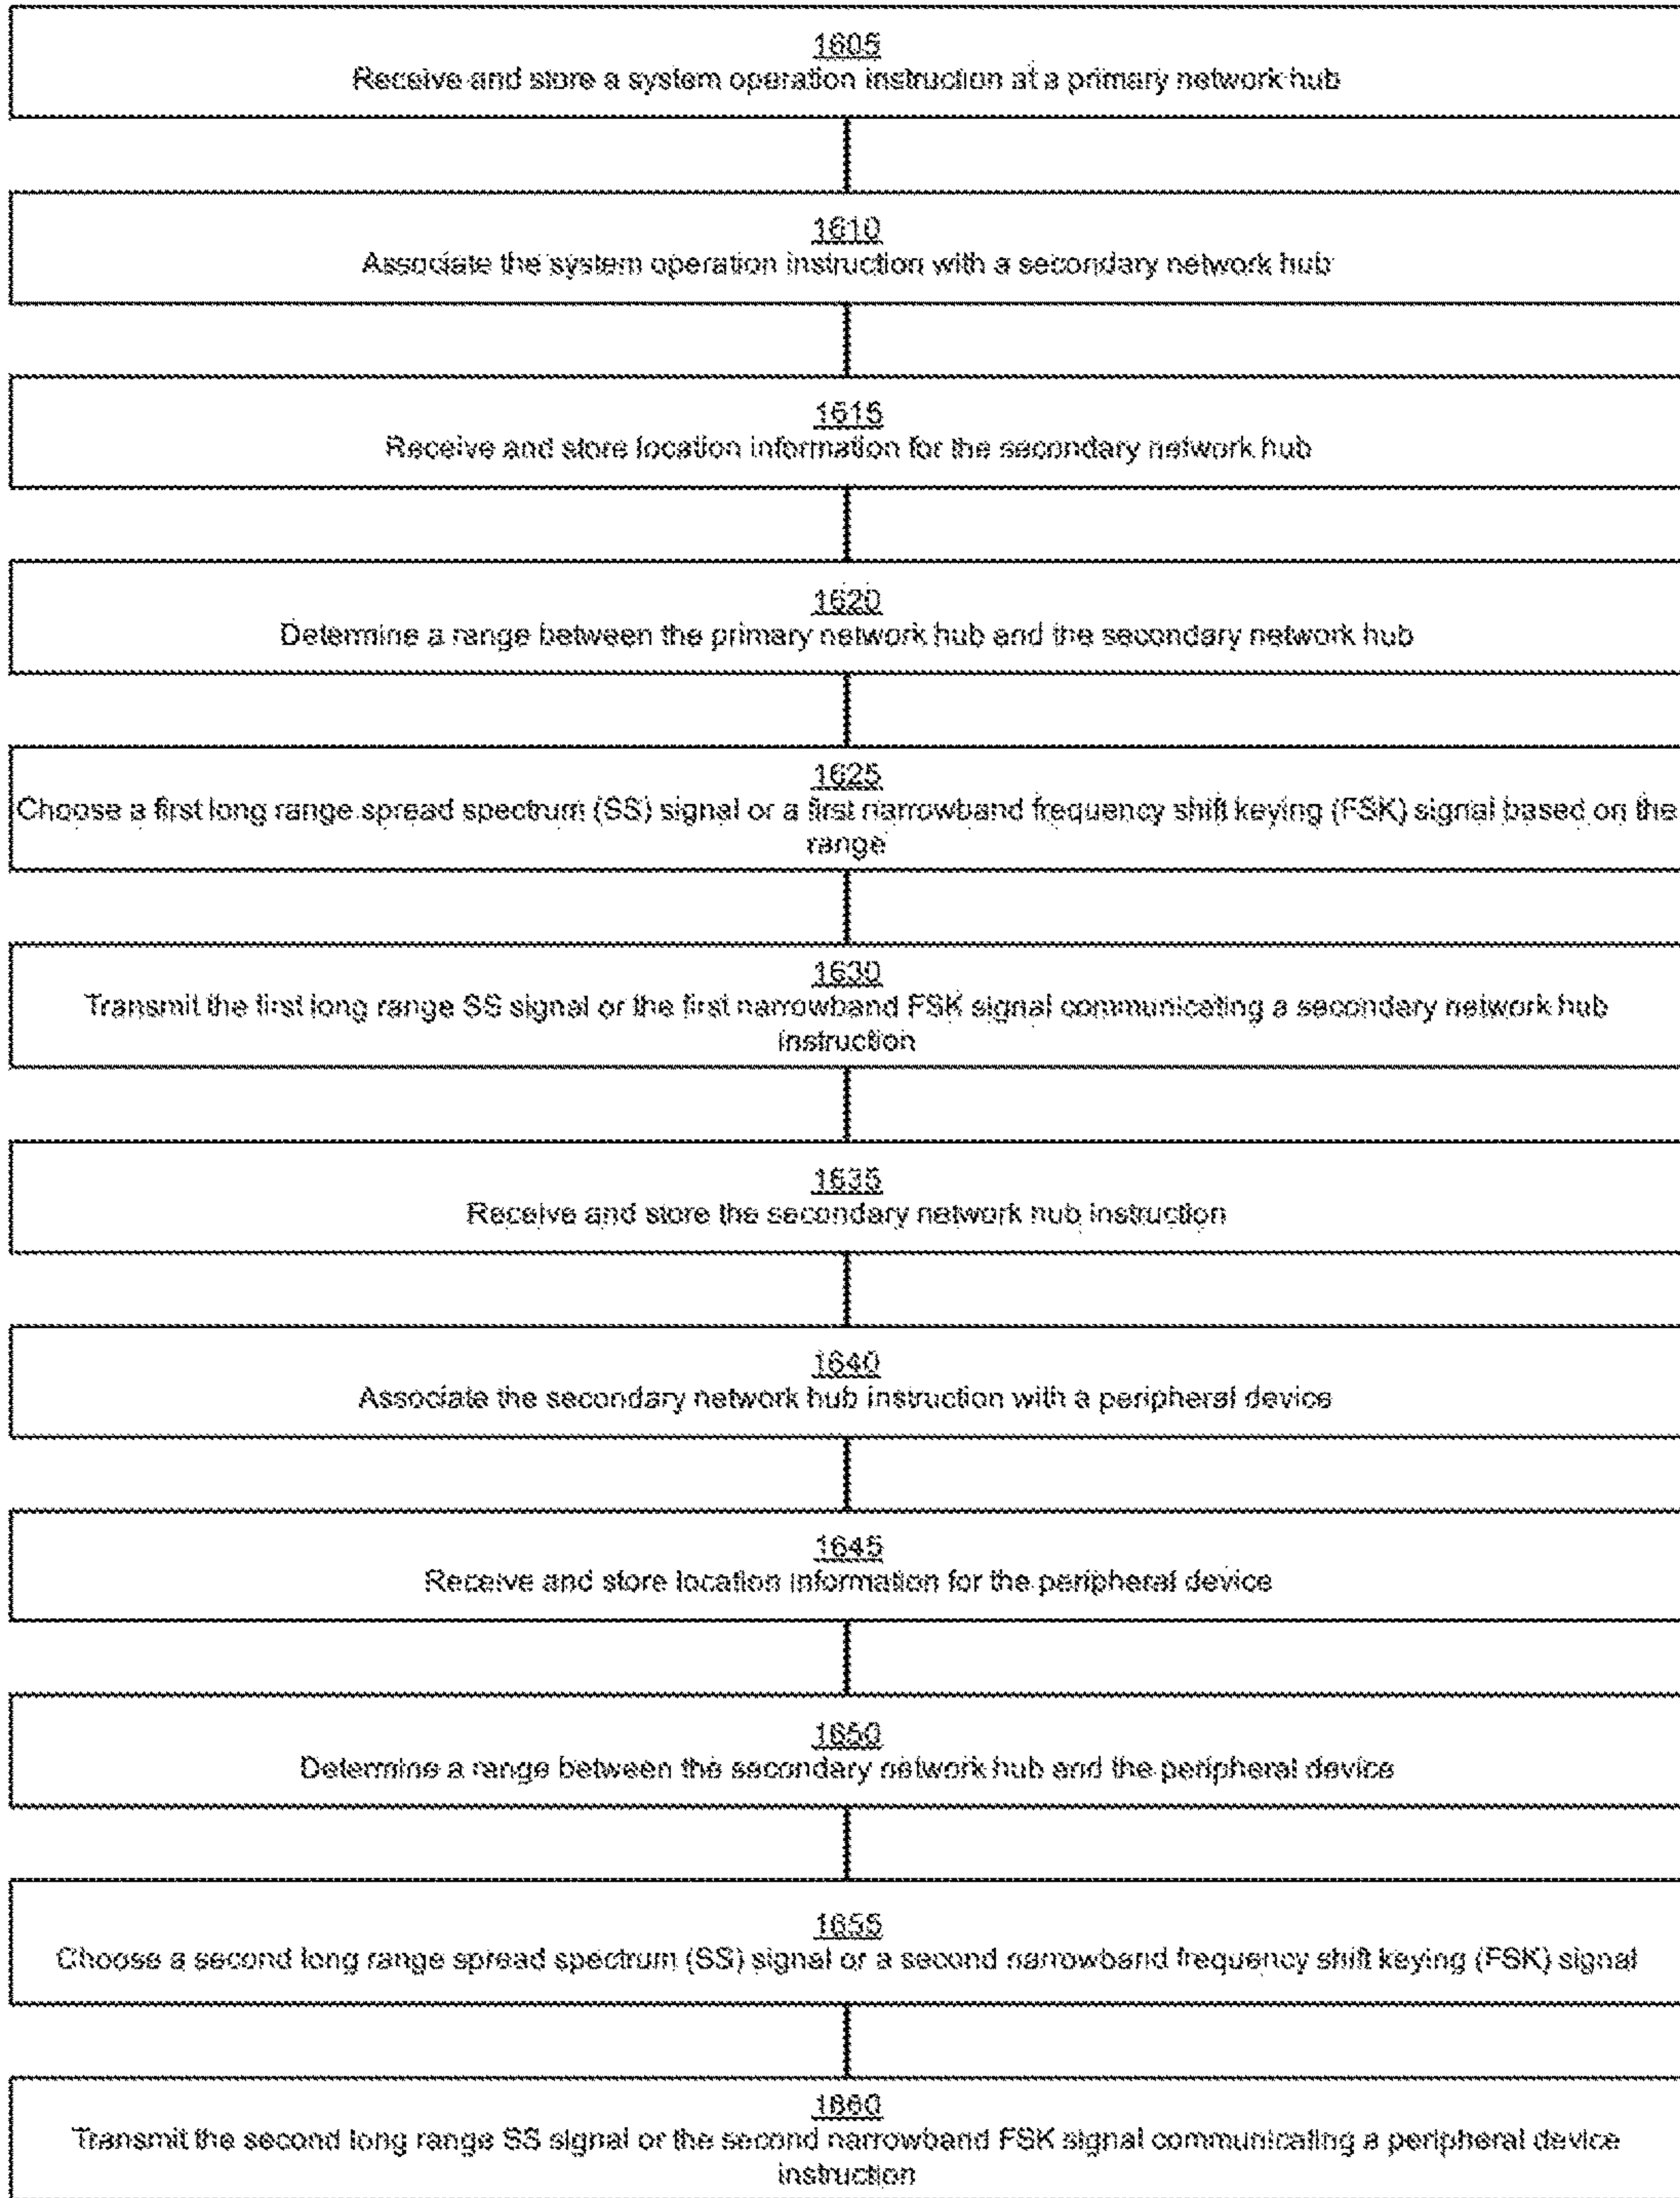 1605
Receive and store a system operation instruction at a primary network hub
1610
Associate the system operation instruction with a secondary network hub
1615
Receive and store location information for the secondary network hub
1620
Determine a range between the primary network hub and the secondary network hub
1625
Choose a first long range spread spectrum (SS) signal or a first narrowband frequency shift keying (FSK) signal based on the
range
1630
Transmit the first long range SS signal or the first narrowband FSK signal communicating a secondary network hub
instruction
1635
Receive and store the secondary network hub instruction
1640
Associate the secondary network hub instruction with a peripheral device
1645
Receive and store location information for the peripheral device
1650
Determine a range between the secondary network hub and the peripheral device
1655
Choose a second long range spread spectrum (SS) signal or a second narrowband frequency shift keying (FSK) signal
1660
Transmit the second long range SS signal or the second narrowband FSK signal communicating a peripheral device
instruction